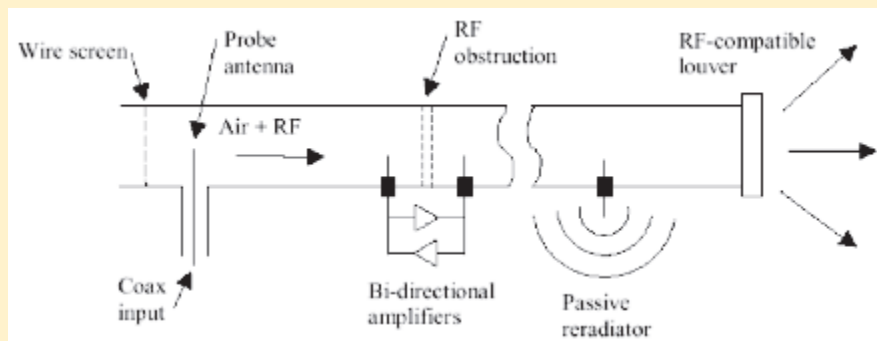 Wire screen
Probe
antenna
RF
obstruction
RF-compatible
louver
Air + RF
Coax
input
Bi-directional
amplifiers
Passive
reradiator